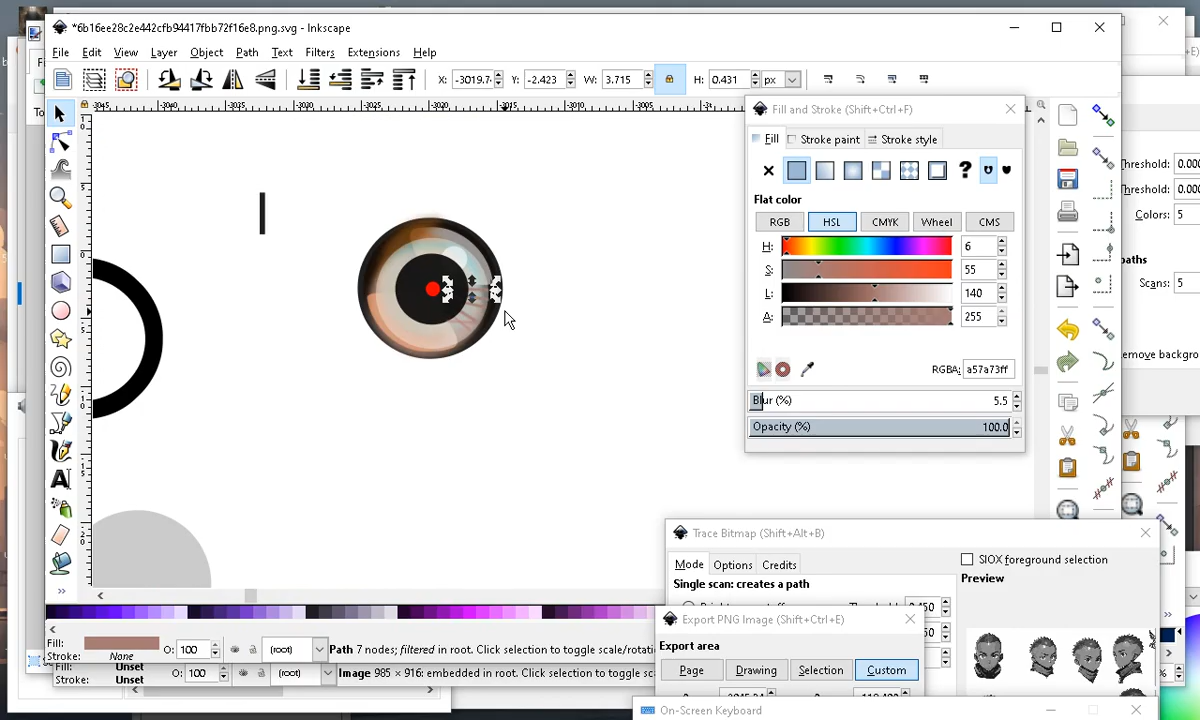 *6b16ee28c2e442cfb94417fbb72f16e8.png.svg - Inkscape
File Edit View Layer Object Path Text Filters Extensions Help
X: -3019.7 Y: -2.423 W: 3.715 H: 0.431 px
Fill and Stroke (Shift+Ctrl+F)
Fill Stroke paint Stroke style
Flat color
RGB HSL CMYK Wheel CMS
H: 6
S: 55
L: 140
A: 255
RGBA: a57a73ff
Blur (%) 5.5
Opacity (%) 100.0
Threshold: 0.000
Threshold: 0.000
Colors: 5
paths
Scans: 5
emove backgro
Trace Bitmap (Shift+Alt+B)
Mode Options Credits
SIOX foreground selection
Single scan: creates a path
Preview
Export PNG Image (Shift+Ctrl+E)
Export area
Page Drawing Selection Custom
Fill:
Stroke: None
O: 100
(root)
Path 7 nodes; filtered in root. Click selection to toggle scale/rotati
Fill: Unset
Stroke: Unset
O: 100
(root)
Image 985 × 916: embedded in root. Click selection to toggle sc
On-Screen Keyboard